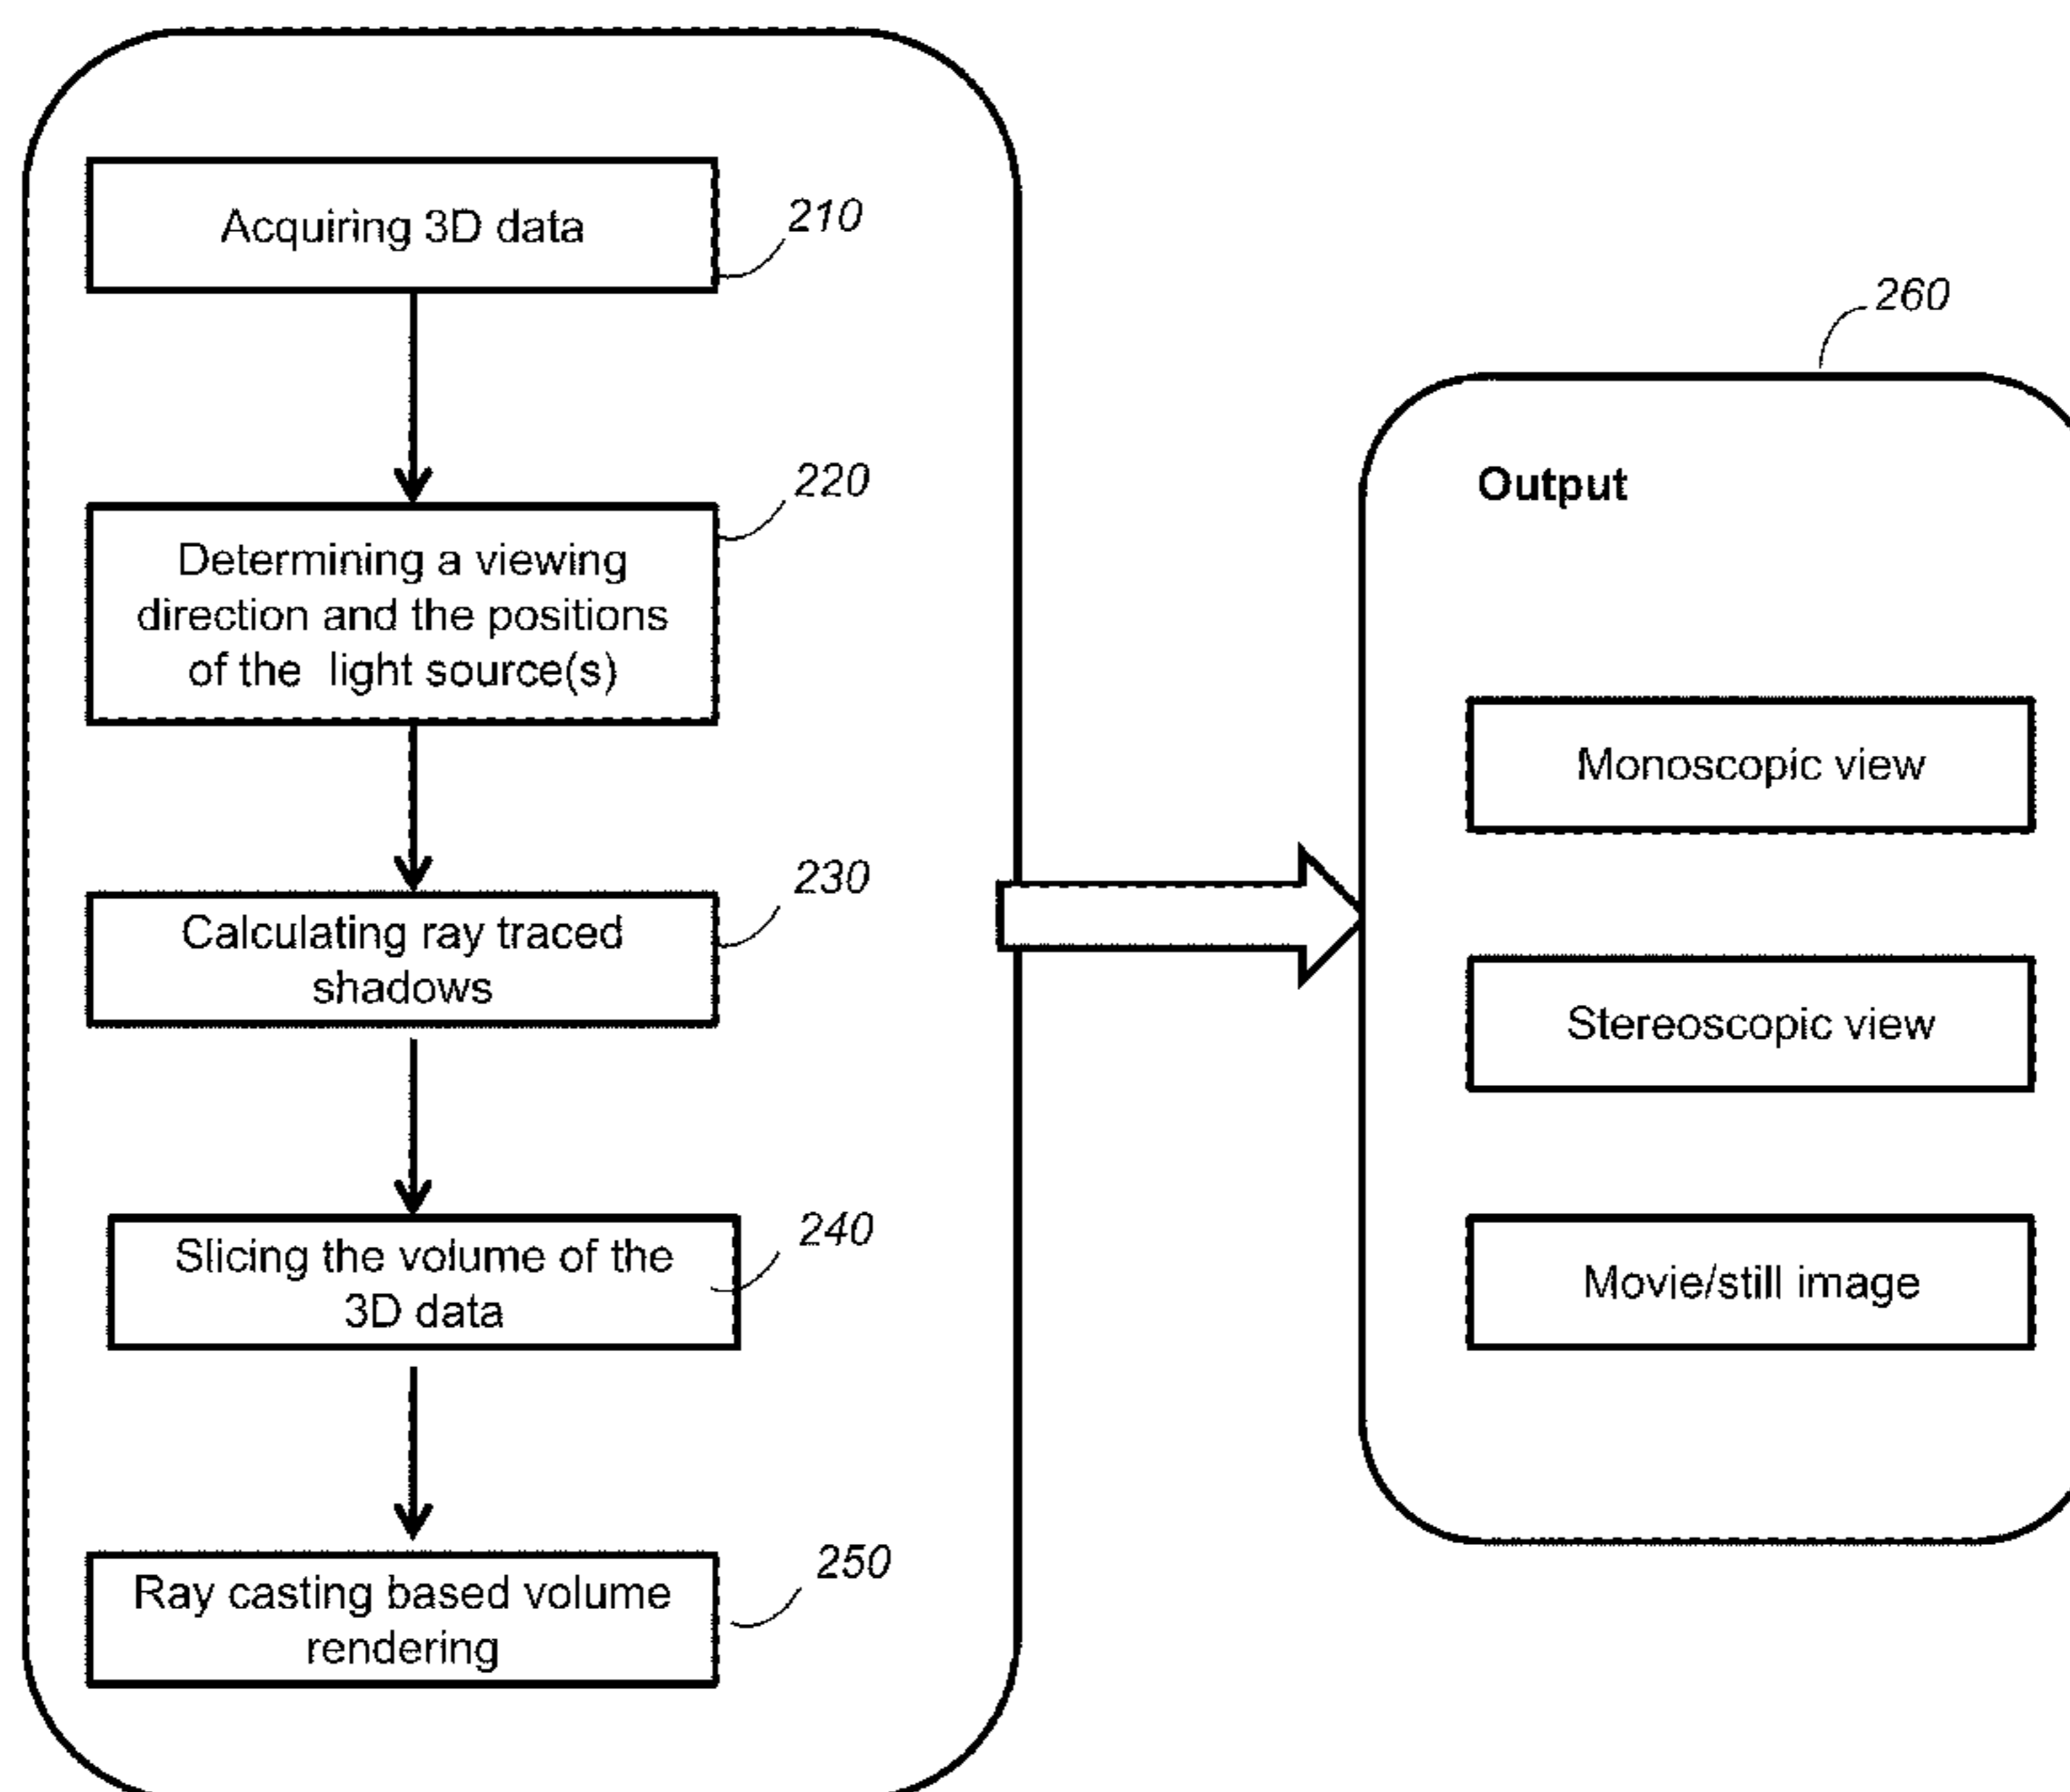 Acquiring 3D data
210
220
Determining a viewing
direction and the positions
of the light source(s)
230
Calculating ray traced
shadows
240
Slicing the volume of the
3D data
250
Ray casting based volume
rendering
260
Output
Monoscopic view
Stereoscopic view
Movie/still image